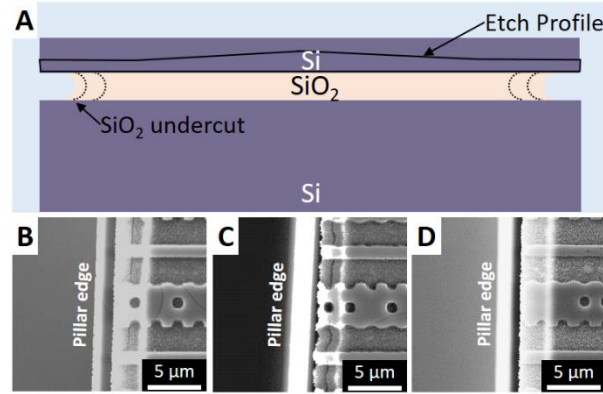 A
Etch Profile
Si
SiO₂
SiO₂ undercut
Si
B
Pillar edge
5 µm
C
Pillar edge
5 µm
D
Pillar edge
5 µm